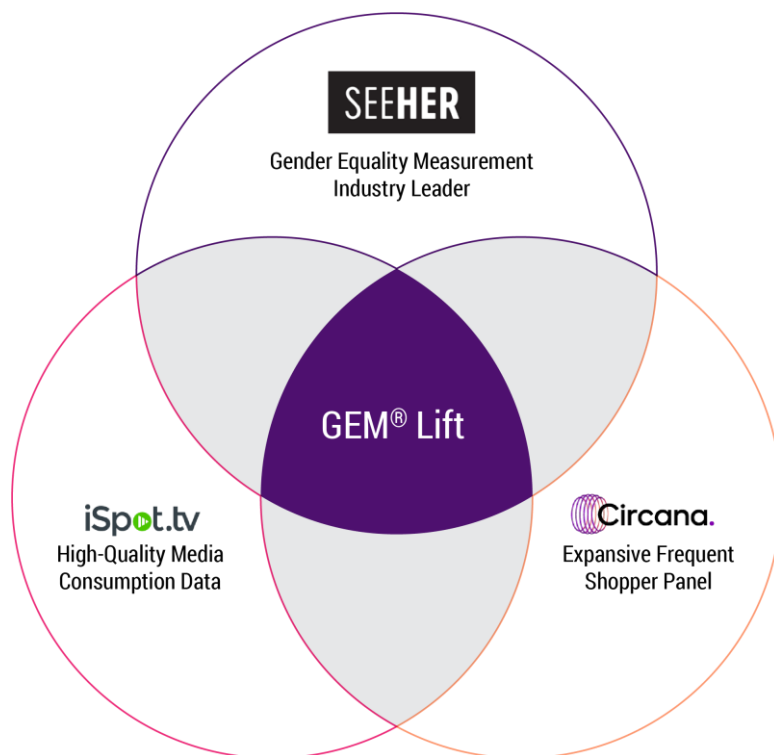 SEEHER
Gender Equality Measurement
Industry Leader
GEM® Lift
iSpot.tv
High-Quality Media
Consumption Data
Circana.
Expansive Frequent
Shopper Panel